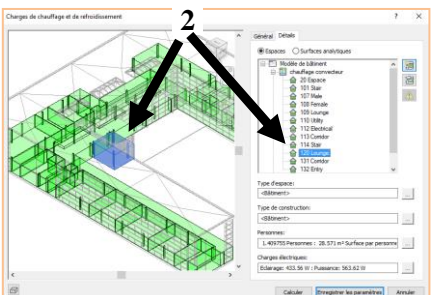 Charges de chauffage et de refroidissement
?
2
Général
Détails
Espaces
Surfaces analytiques
Modèle de bâtiment
chauffage convecteur
20 Espace
101 Stair
107 Male
108 Female
109 Lounge
110 Utility
112 Electrical
113 Corridor
114 Stair
120 Lounge
131 Corridor
132 Entry
Type d'espace:
<Bâtiment>
...
Type de construction:
<Bâtiment>
...
Personnes:
1.409755 Personnes : 28.571 m² Surface par personne
...
Charges électriques:
Eclairage: 433.56 W ; Puissance: 563.62 W
...
Calculer
Enregistrer les paramètres
Annuler